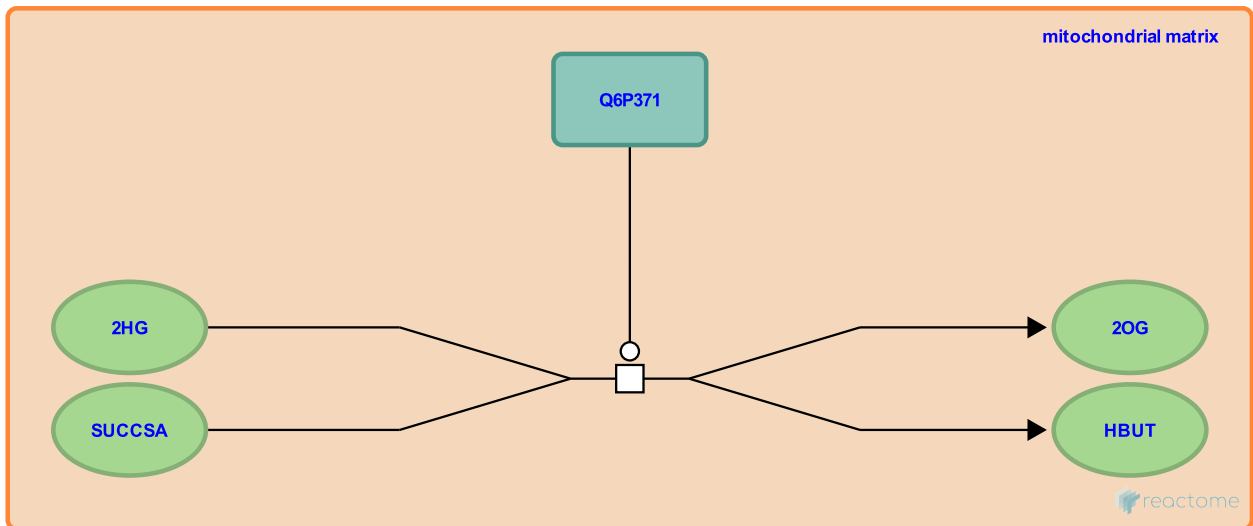 mitochondrial matrix
Q6P371
2HG
2OG
SUCCSA
HBUT
reactome